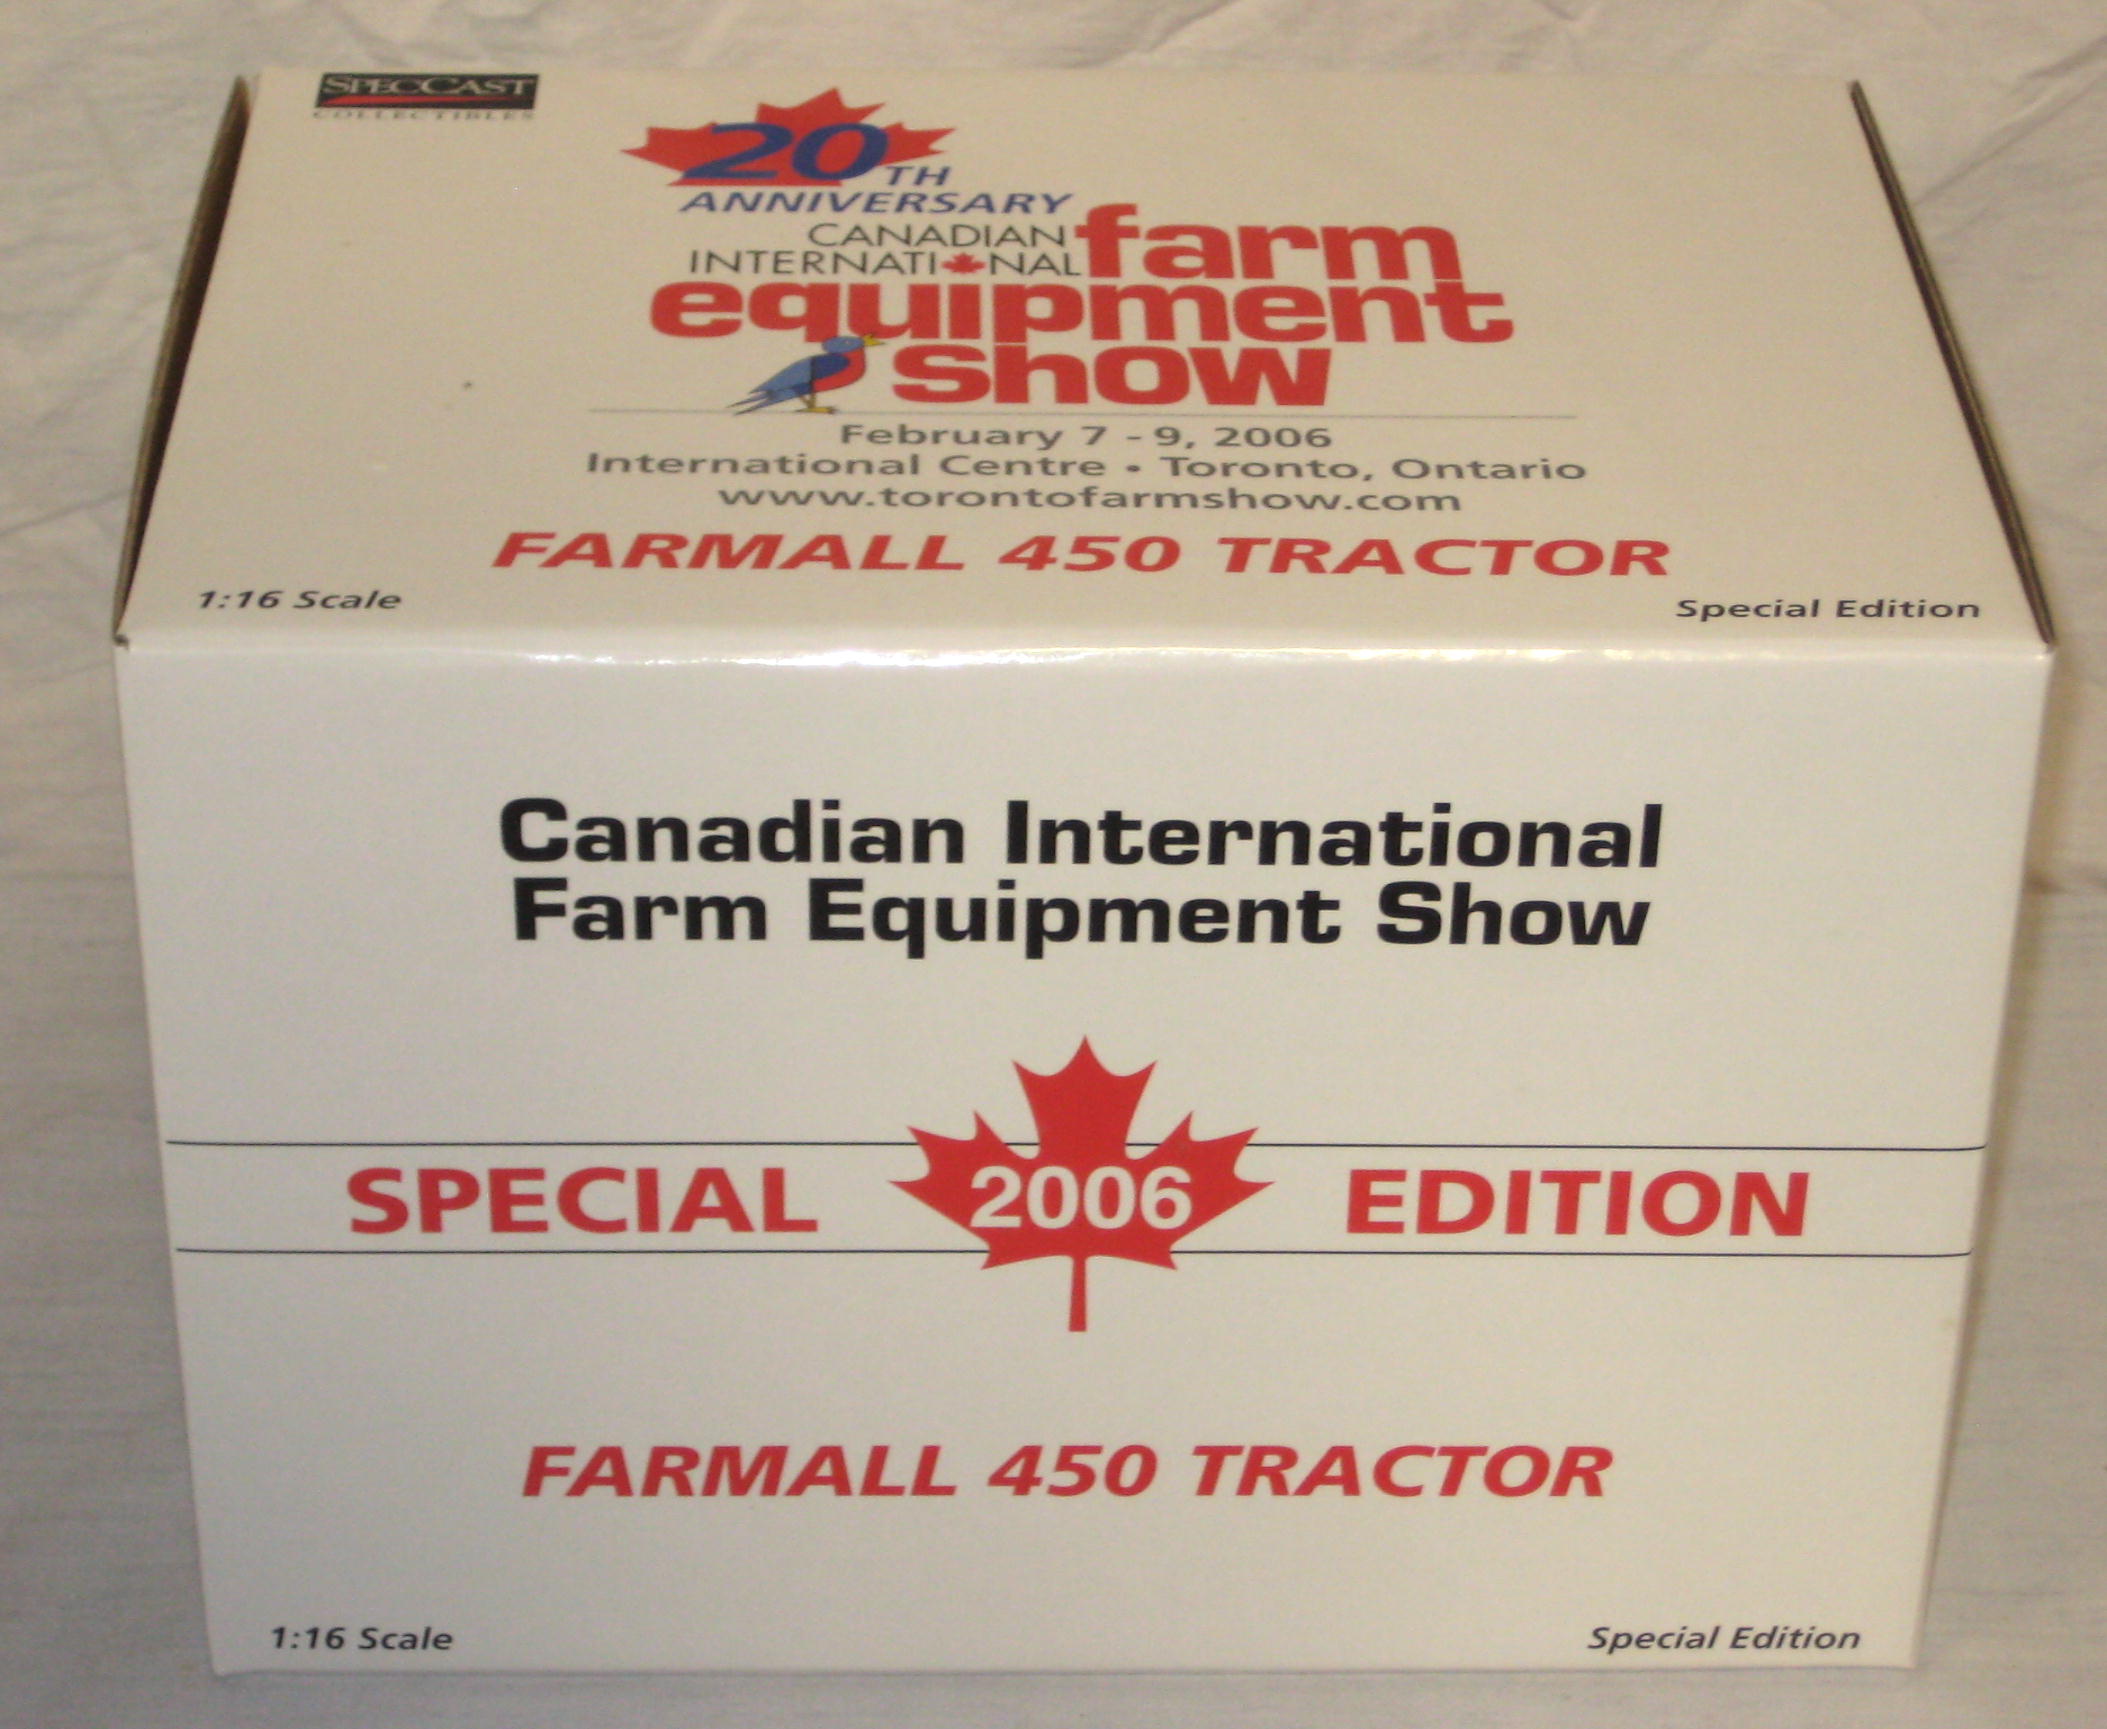 SPECCAST
COLLECTIBLES
20TH
ANNIVERSARY
CANADIAN
INTERNATIONAL
farm
equipment
show
February 7 - 9, 2006
International Centre • Toronto, Ontario
www.torontofarmshow.com
FARMALL 450 TRACTOR
1:16 Scale
Special Edition
Canadian International
Farm Equipment Show
SPECIAL 2006 EDITION
FARMALL 450 TRACTOR
1:16 Scale
Special Edition